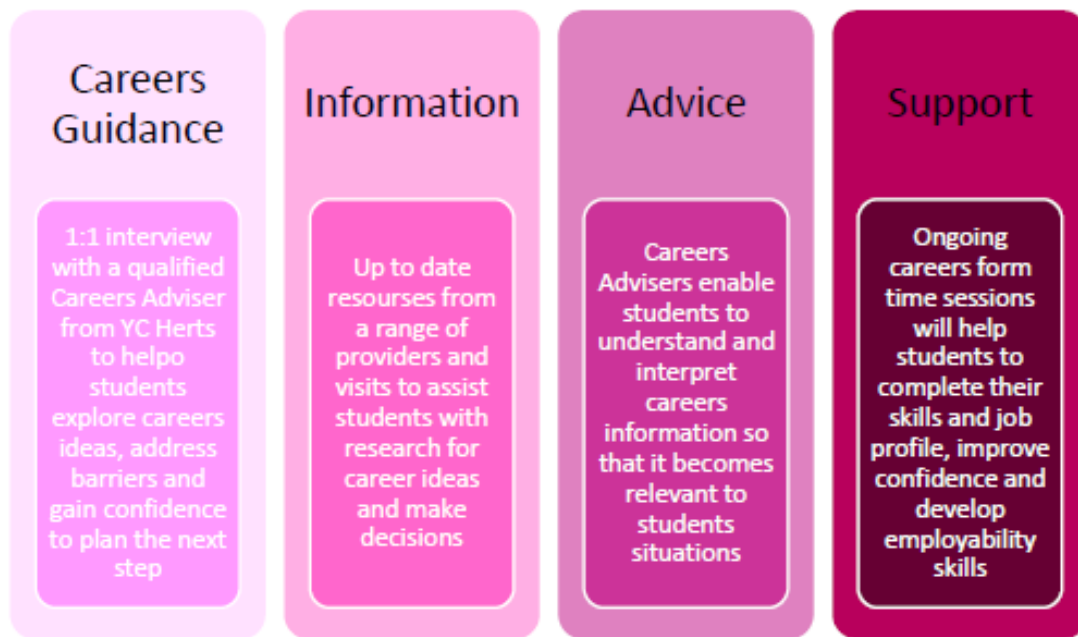 Careers
Guidance
1:1 interview
with a qualified
Careers Adviser
from YC Herts
to helpo
students
explore careers
ideas, address
barriers and
gain confidence
to plan the next
step
Information
Up to date
resourses from
a range of
providers and
visits to assist
students with
research for
career ideas
and make
decisions
Advice
Careers
Advisers enable
students to
understand and
interpret
careers
information so
that it becomes
relevant to
students
situations
Support
Ongoing
careers form
time sessions
will help
students to
complete their
skills and job
profile, improve
confidence and
develop
employability
skills